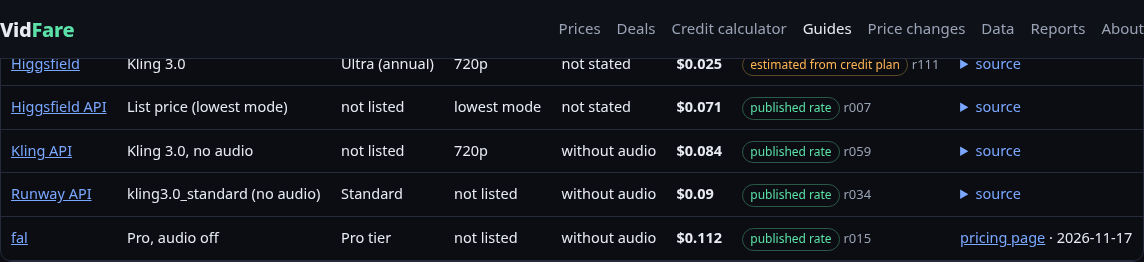 VidFare Prices Deals Credit calculator Guides Price changes Data Reports About
Higgsfield Kling 3.0 Ultra (annual) 720p not stated $0.025 estimated from credit plan r111 ▶ source
Higgsfield API List price (lowest mode) not listed lowest mode not stated $0.071 published rate r007 ▶ source
Kling API Kling 3.0, no audio not listed 720p without audio $0.084 published rate r059 ▶ source
Runway API kling3.0_standard (no audio) Standard not listed without audio $0.09 published rate r034 ▶ source
fal Pro, audio off Pro tier not listed without audio $0.112 published rate r015 pricing page · 2026-11-17